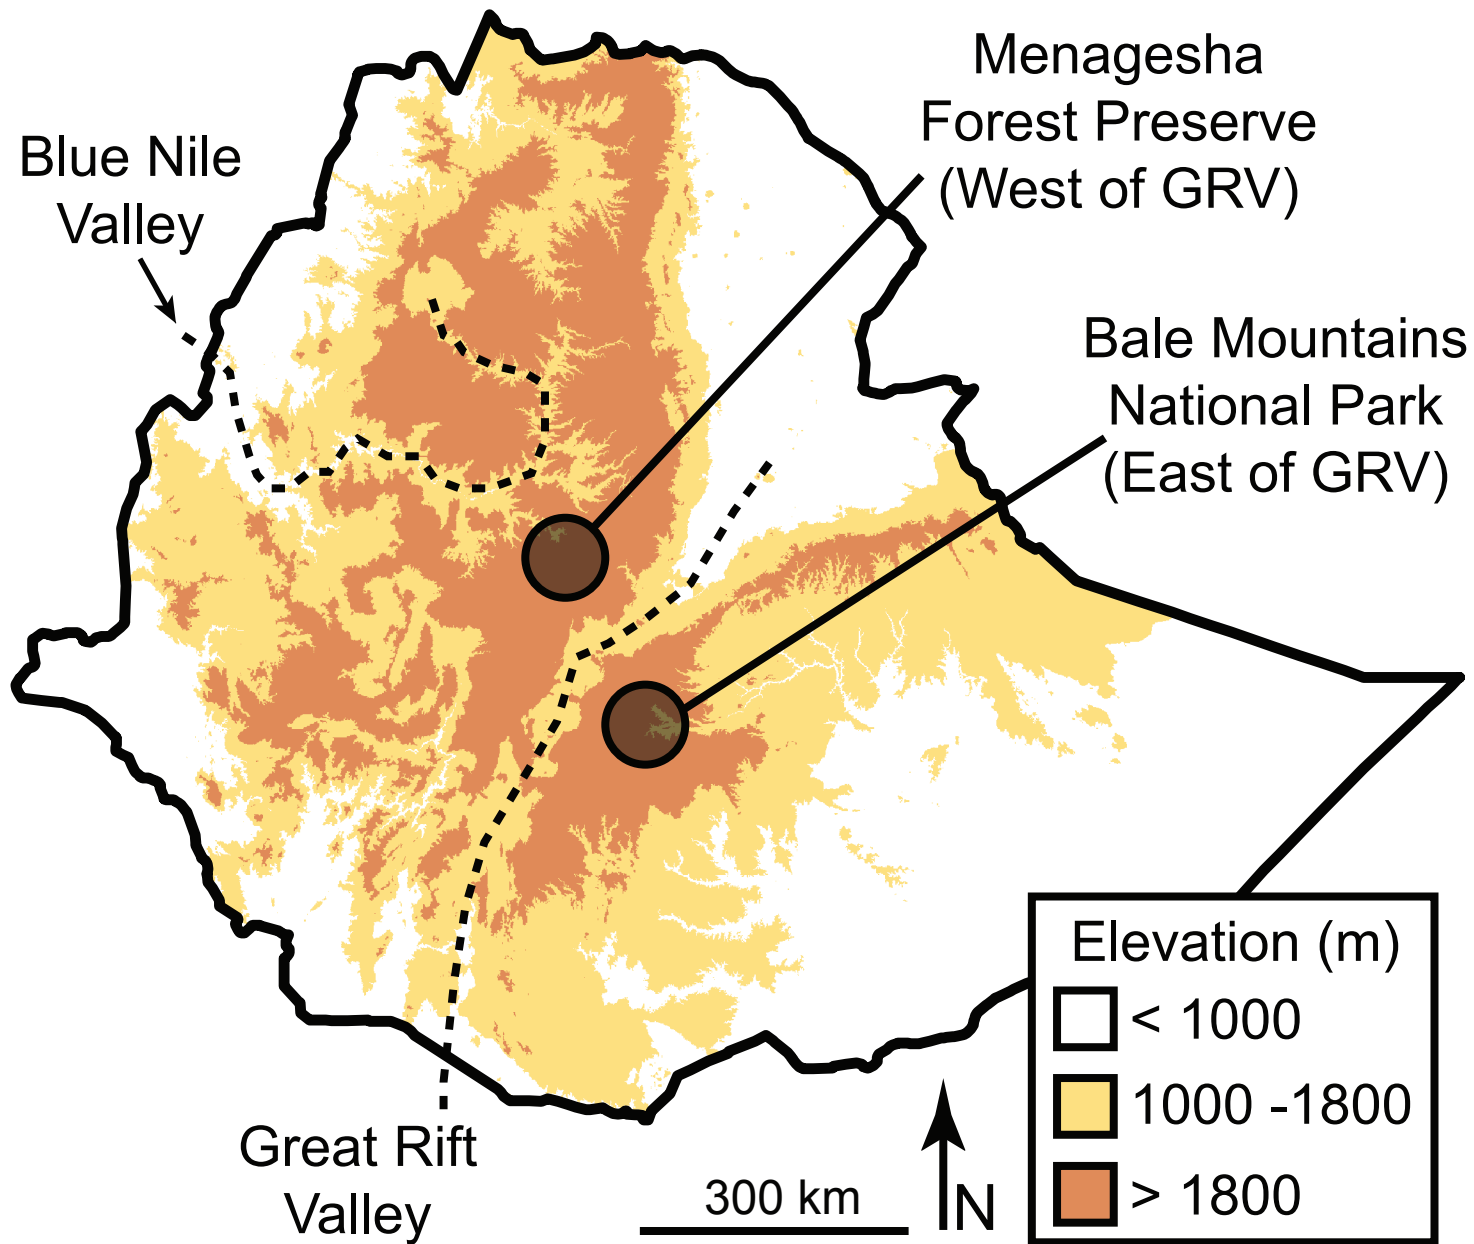 Menagesha
Forest Preserve
(West of GRV)
Blue Nile
Valley
Bale Mountains
National Park
(East of GRV)
Great Rift
Valley
300 km
N
Elevation (m)
< 1000
1000 -1800
> 1800